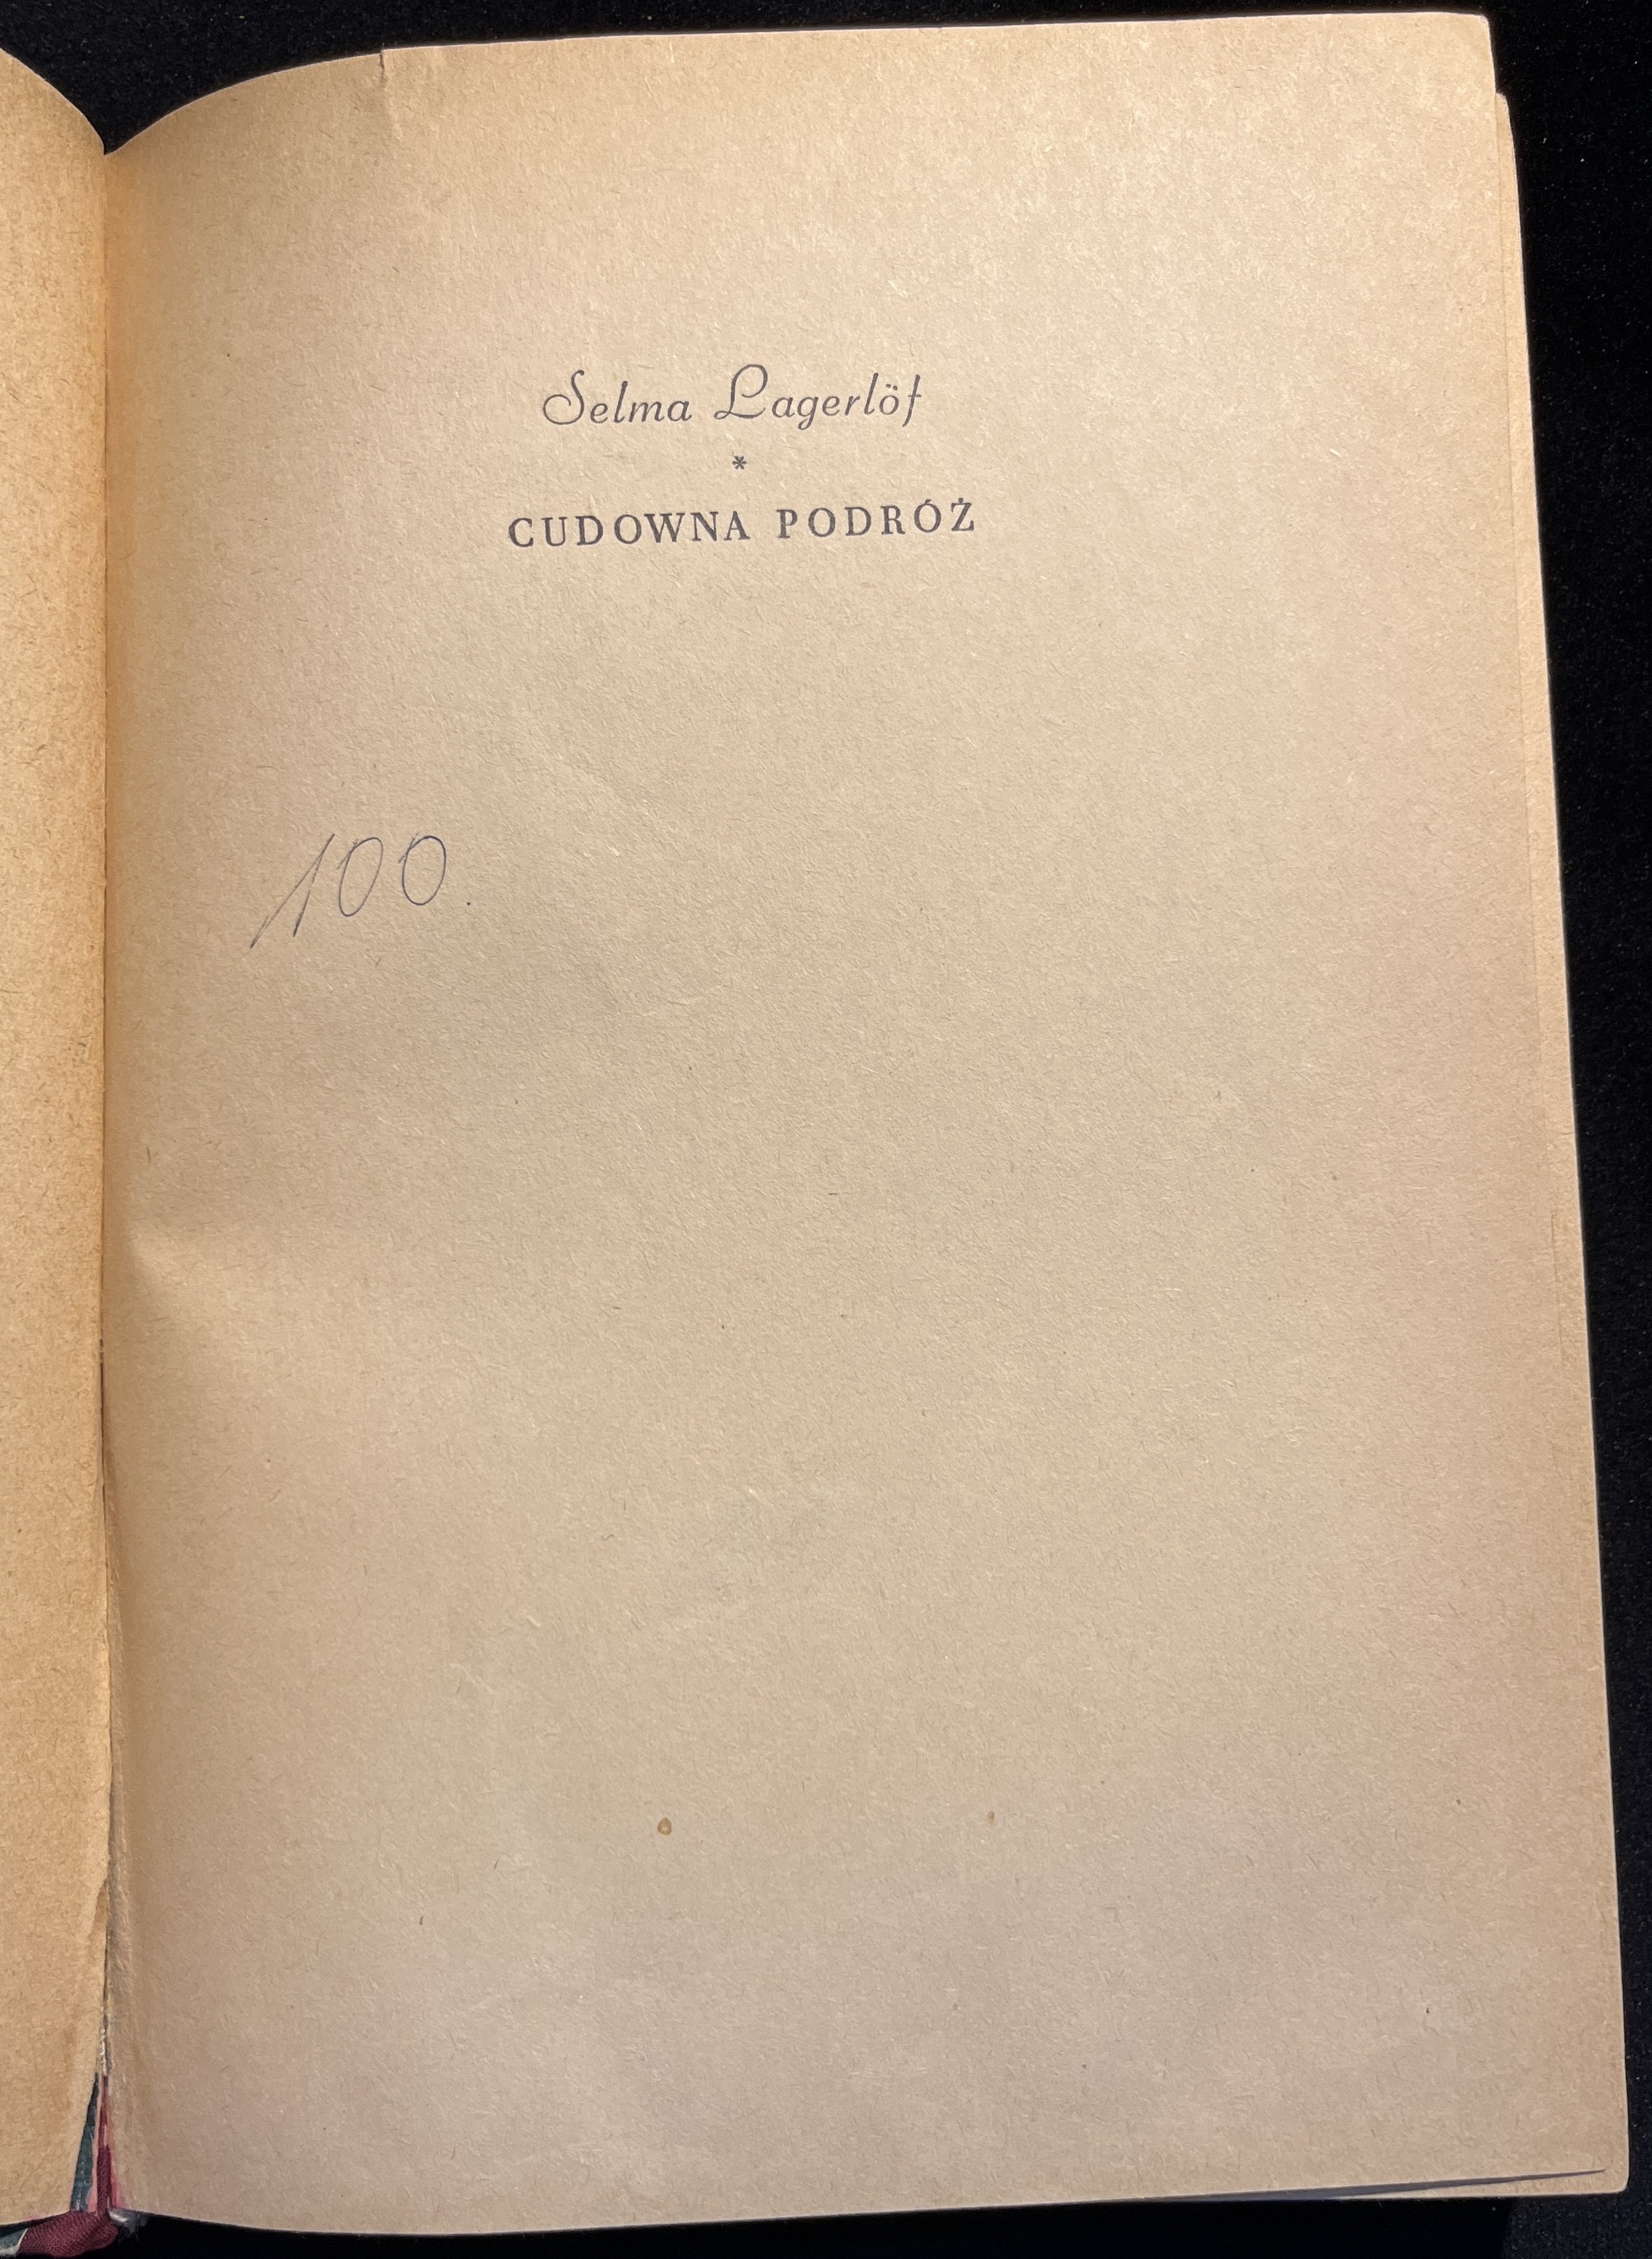 Selma Lagerlöf
*
CUDOWNA PODRÓŻ
100.